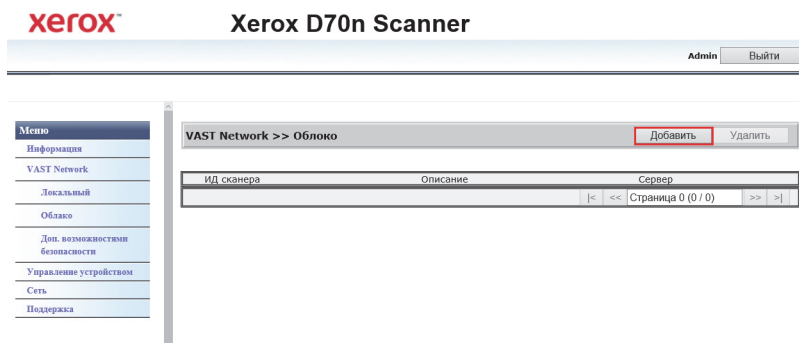 xerox™
Xerox D70n Scanner
Admin Выйти
Меню
Информация
VAST Network
Локальный
Облако
Доп. возможностями
безопасности
Управление устройством
Сеть
Поддержка
VAST Network >> Облоко Добавить Удалить
ИД сканера Описание Сервер
|< << Страница 0 (0 / 0) >> >|